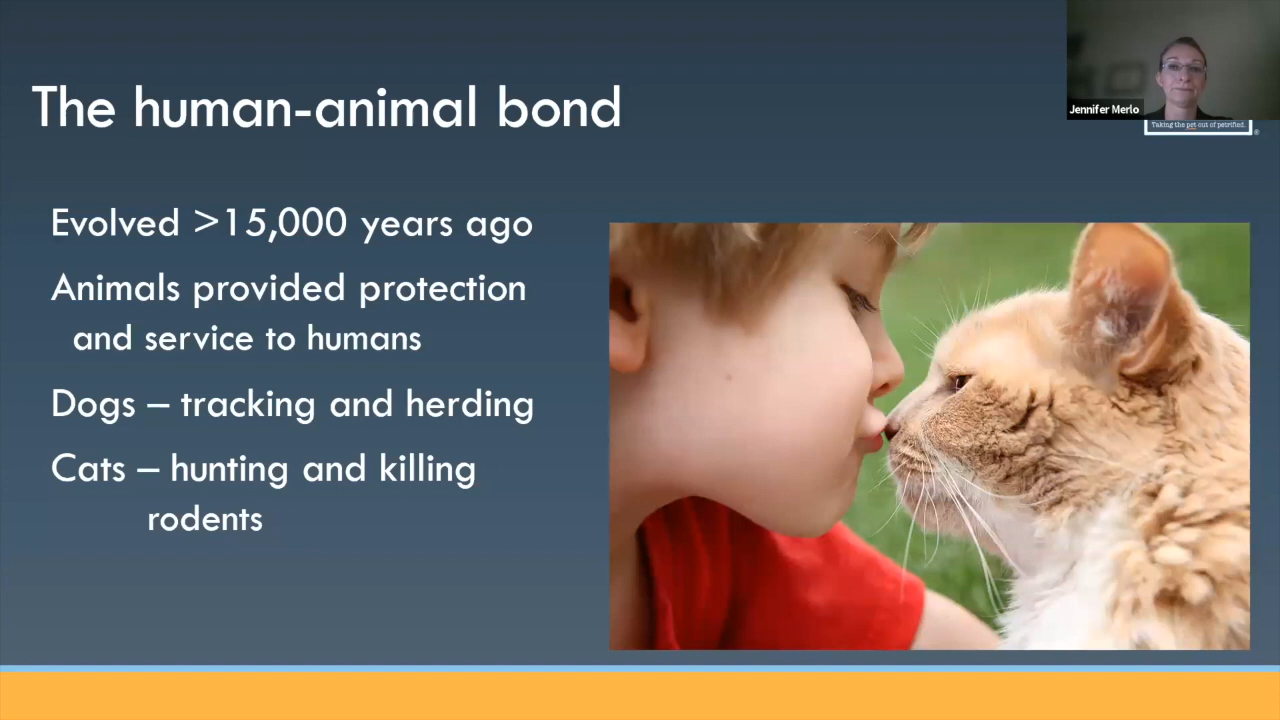 The human-animal bond
Jennifer Merlo
Taking the pet out of petrified.
®
Evolved >15,000 years ago
Animals provided protection
and service to humans
Dogs – tracking and herding
Cats – hunting and killing
rodents